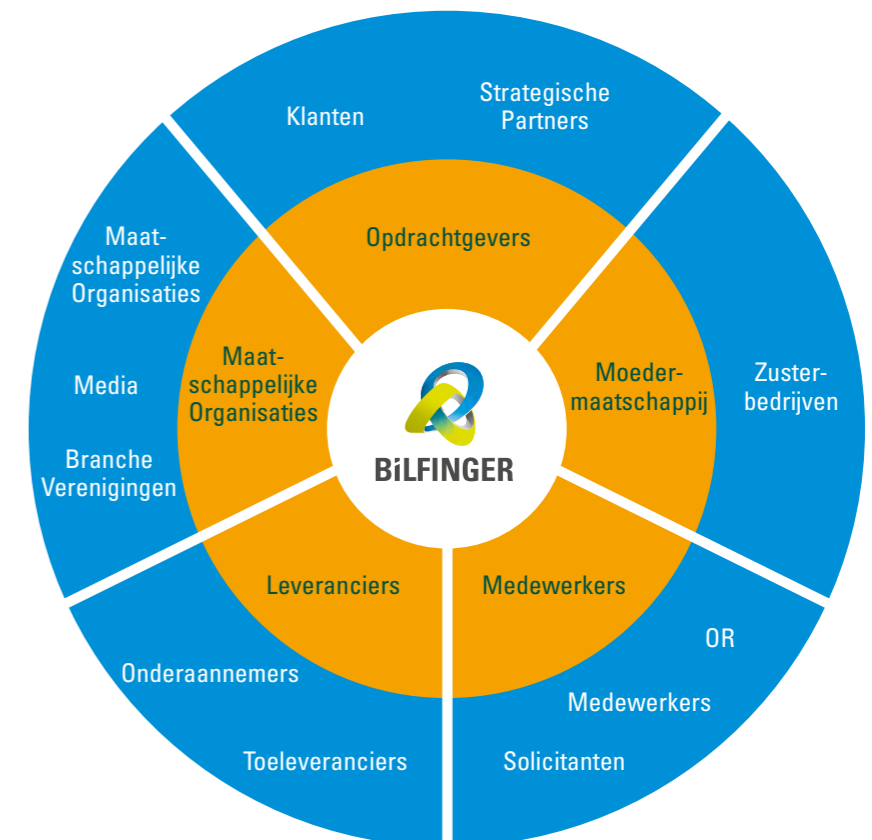 Klanten
Strategische
Partners
Opdrachtgevers
Maat-
schappelijke
Organisaties
Media
Branche
Verenigingen
Maat-
schappelijke
Organisaties
BiLFINGER
Moeder-
maatschappij
Zuster-
bedrijven
Leveranciers
Medewerkers
Onderaannemers
Toeleveranciers
OR
Medewerkers
Solicitanten